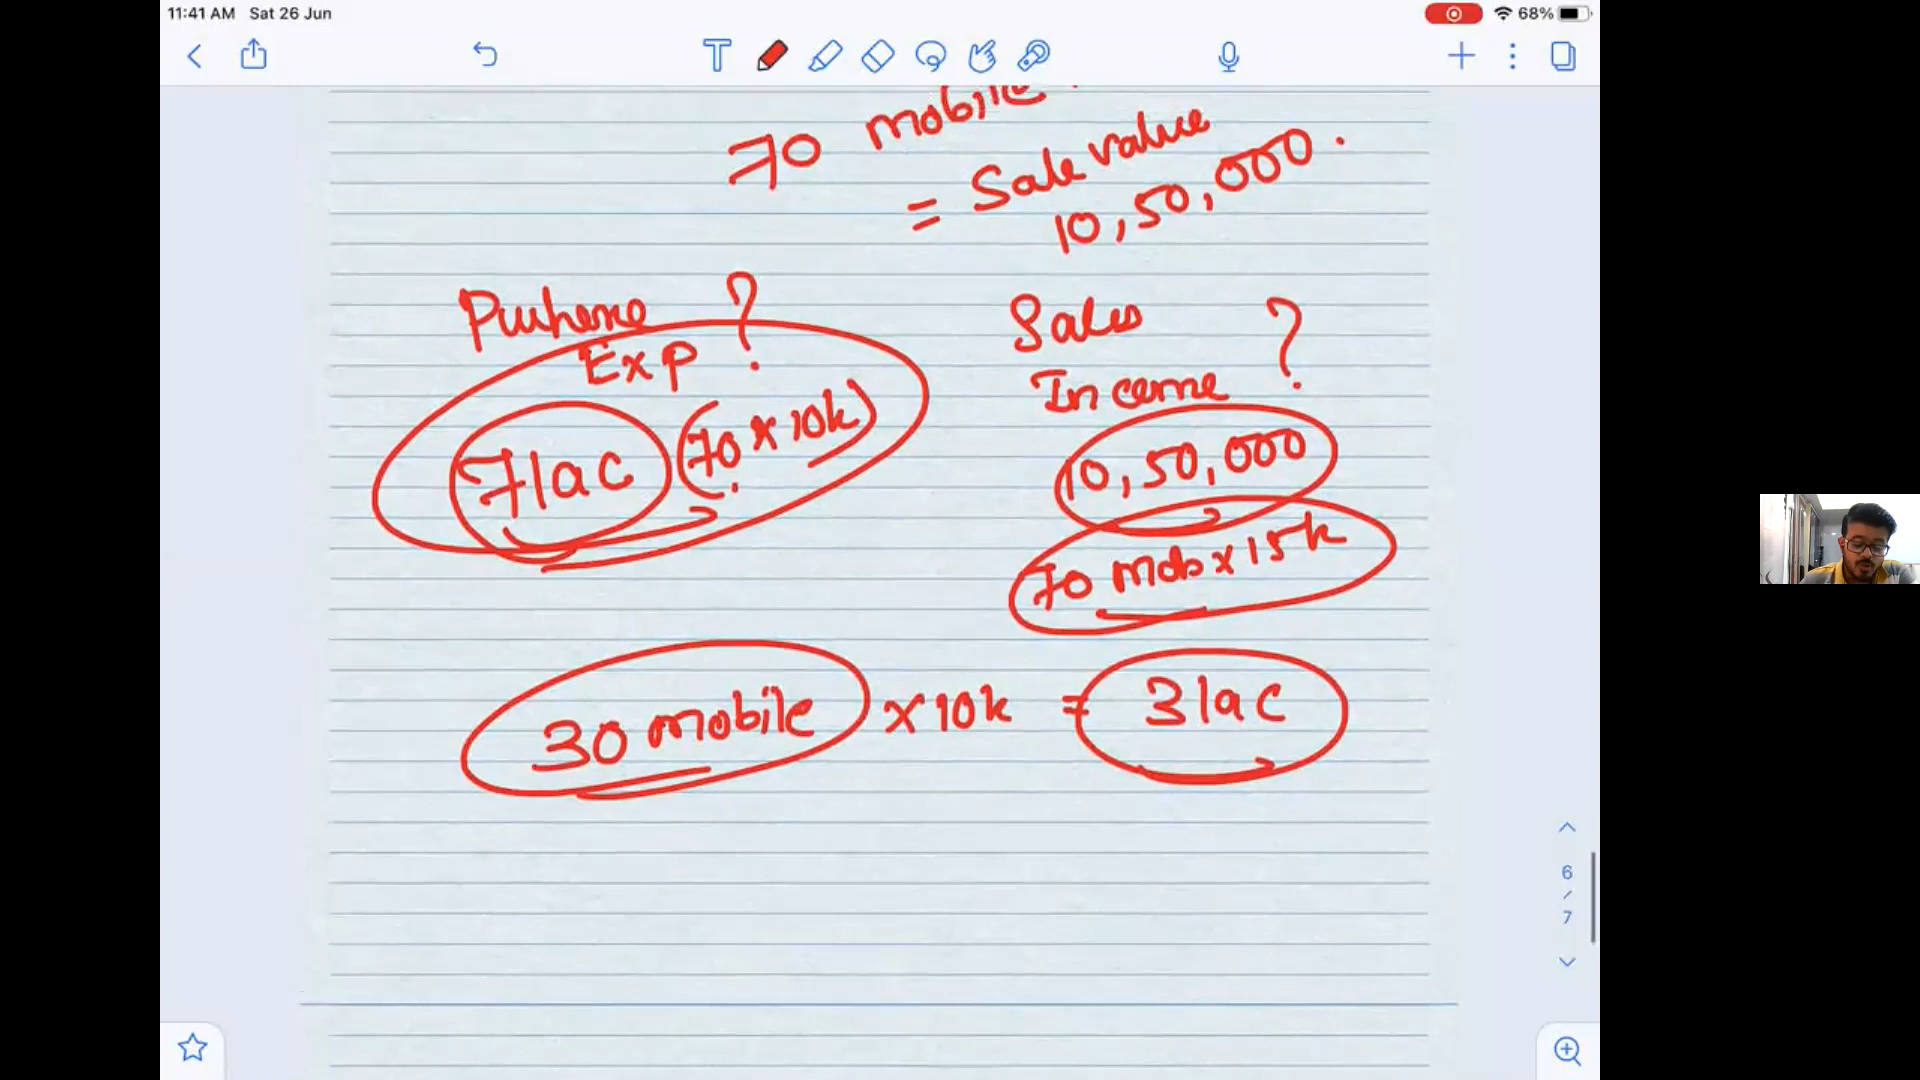 11:41 AM Sat 26 Jun
68%
T
70 mobile
= Sale value
10,50,000.
?
Exp
7lac (70 x 10k)
Sales
Income ?
10,50,000
70 mob x 15k
30 mobile x 10k = 3lac
6
/
7